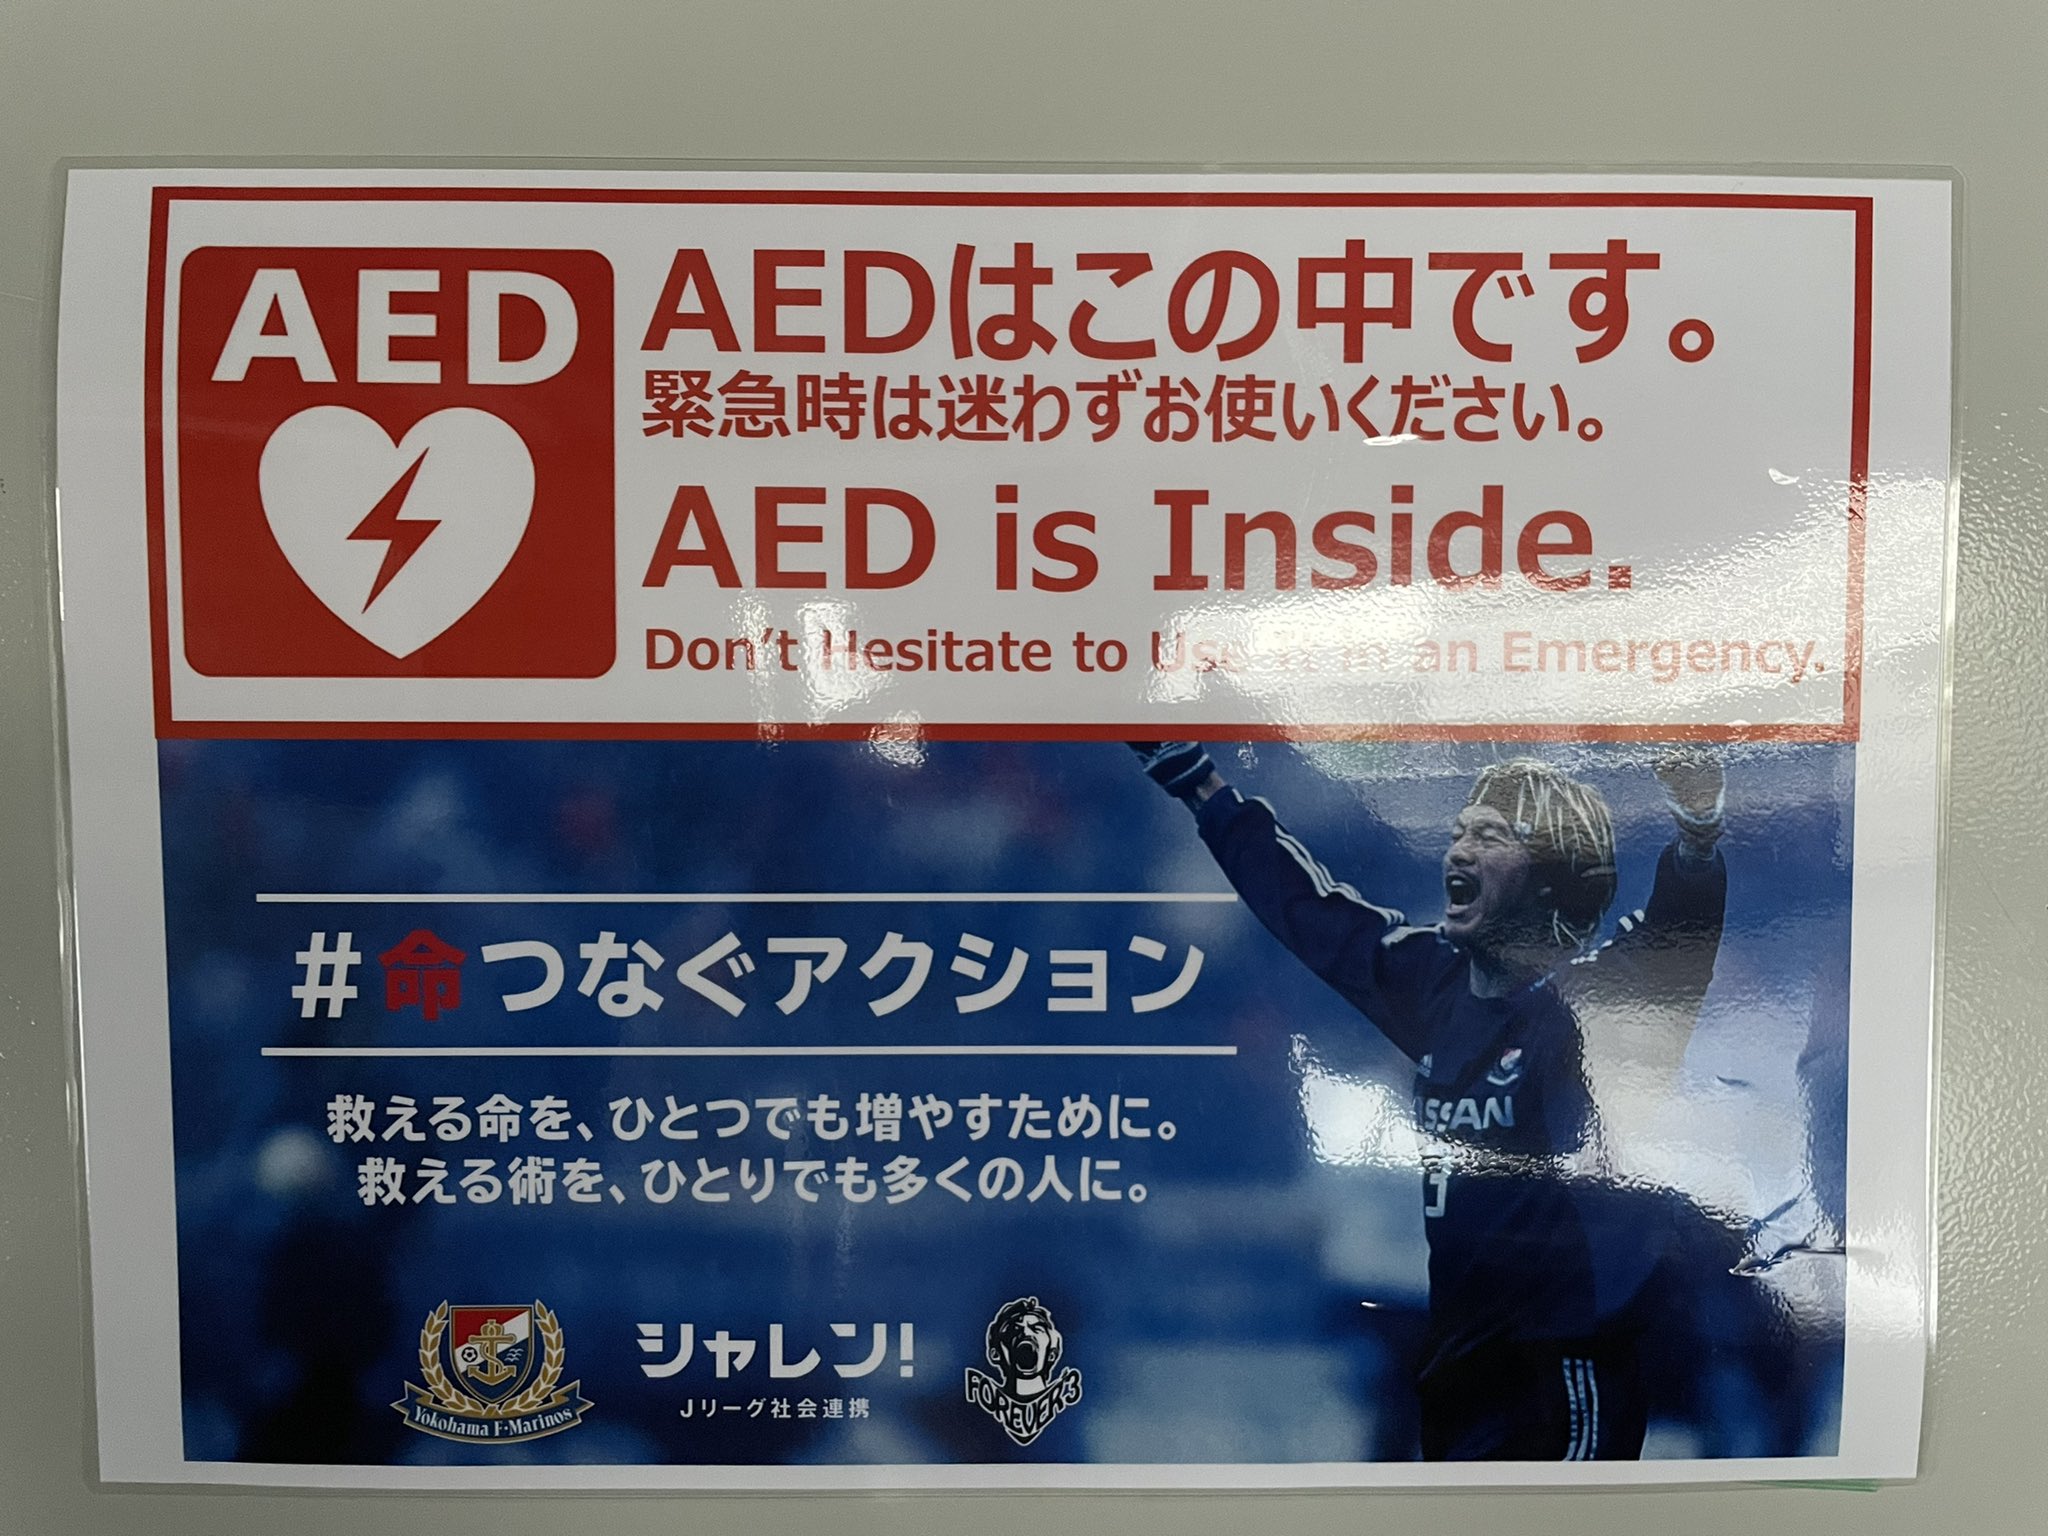 AED
AEDはこの中です。
緊急時は迷わずお使いください。
AED is Inside.
Don't Hesitate to Use It in an Emergency.
#命つなぐアクション
救える命を、ひとつでも増やすために。
救える術を、ひとりでも多くの人に。
Yokohama F·Marinos
シャレン!
Jリーグ社会連携
FOREVER3
3